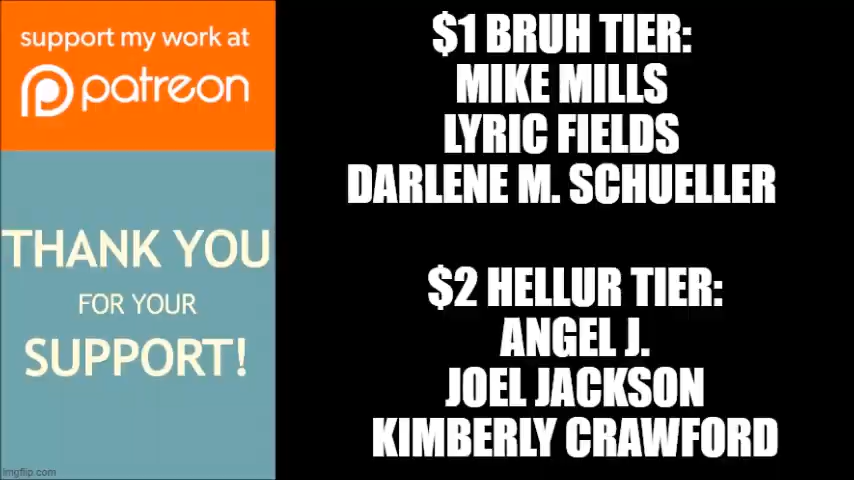 support my work at
patreon
THANK YOU
FOR YOUR
SUPPORT!
imgflip.com
$1 BRUH TIER:
MIKE MILLS
LYRIC FIELDS
DARLENE M. SCHUELLER
$2 HELLUR TIER:
ANGEL J.
JOEL JACKSON
KIMBERLY CRAWFORD